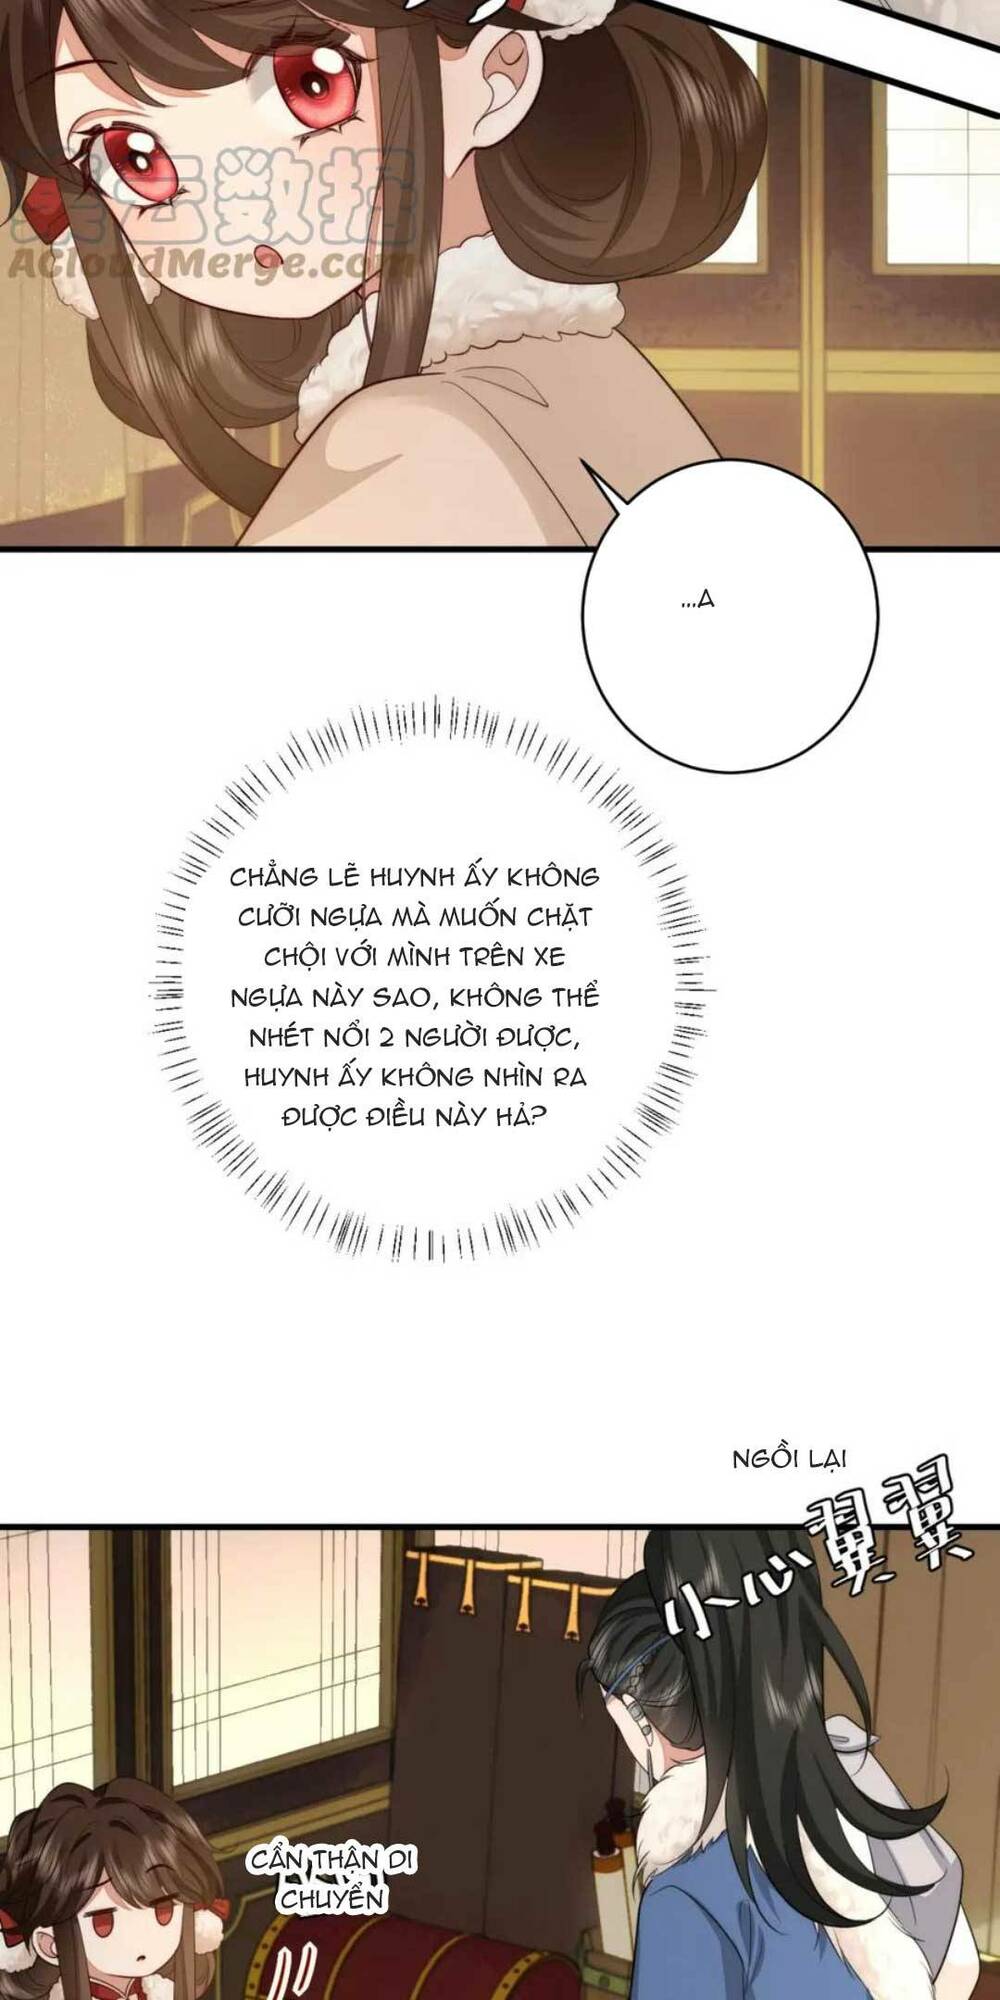 ACloudMerge.com
...A
CHẲNG LẼ HUYNH ẤY KHÔNG
CƯỠI NGỰA MÀ MUỐN CHẶT
CHỘI VỚI MÌNH TRÊN XE
NGỰA NÀY SAO, KHÔNG THỂ
NHÉT NỔI 2 NGƯỜI ĐƯỢC,
HUYNH ẤY KHÔNG NHÌN RA
ĐƯỢC ĐIỀU NÀY HẢ?
NGỒI LẠI
小心翼翼
CẨN THẬN DI
CHUYỂN